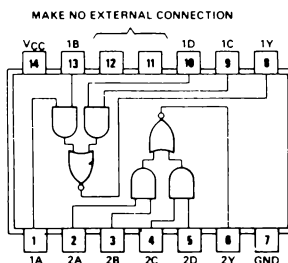 MAKE NO EXTERNAL CONNECTION
VCC 1B 1D 1C 1Y
14 13 12 11 10 9 8
1 2 3 4 5 6 7
1A 2A 2B 2C 2D 2Y GND